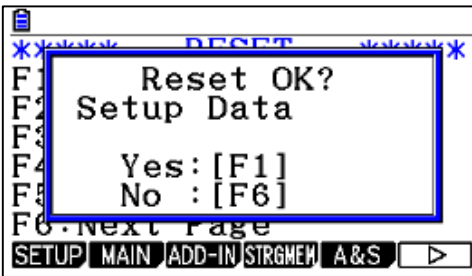 ***** RESET *****
F1
Reset OK?
F2
Setup Data
F3
F4
Yes:[F1]
F5
No :[F6]
F6:Next Page
SETUP MAIN ADD-IN STRGMEM A&S ▷